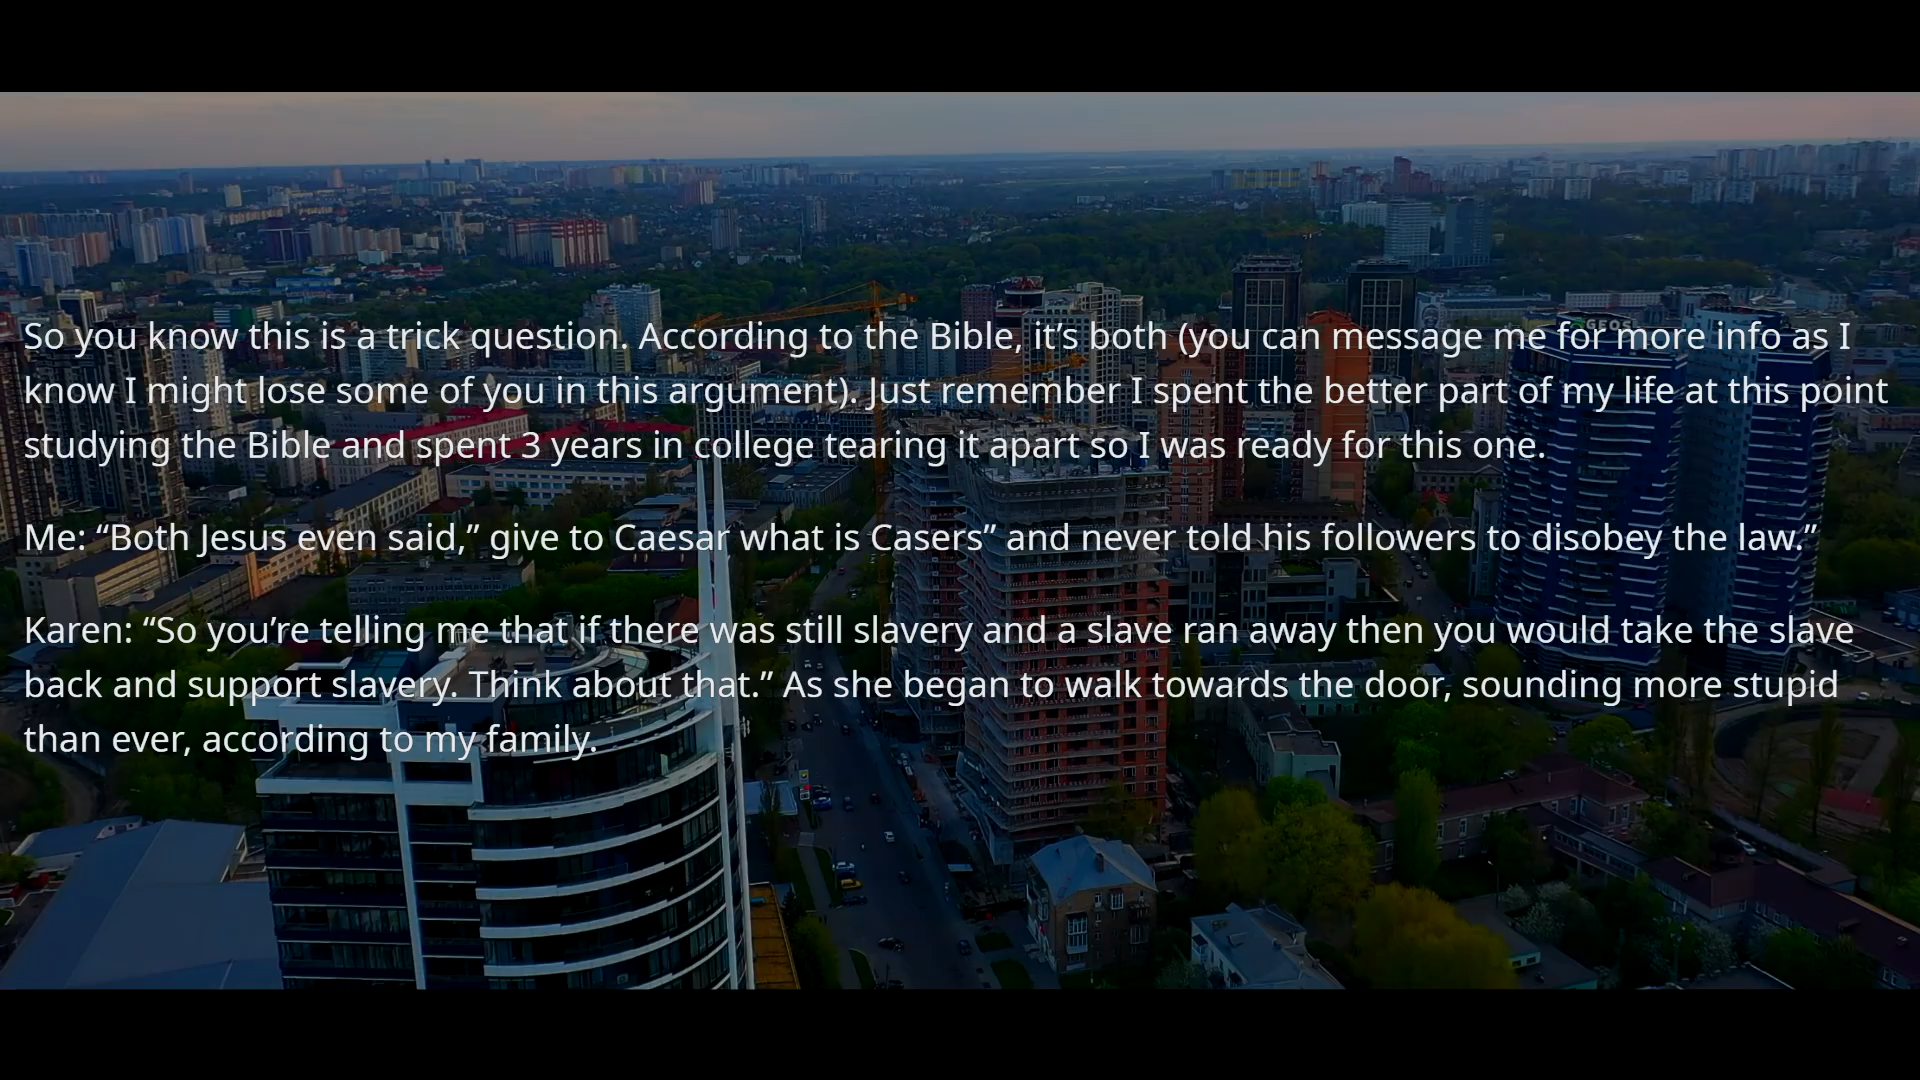 So you know this is a trick question. According to the Bible, it’s both (you can message me for more info as I
know I might lose some of you in this argument). Just remember I spent the better part of my life at this point
studying the Bible and spent 3 years in college tearing it apart so I was ready for this one.
Me: “Both Jesus even said,” give to Caesar what is Casers” and never told his followers to disobey the law.”
Karen: “So you’re telling me that if there was still slavery and a slave ran away then you would take the slave
back and support slavery. Think about that.” As she began to walk towards the door, sounding more stupid
than ever, according to my family.